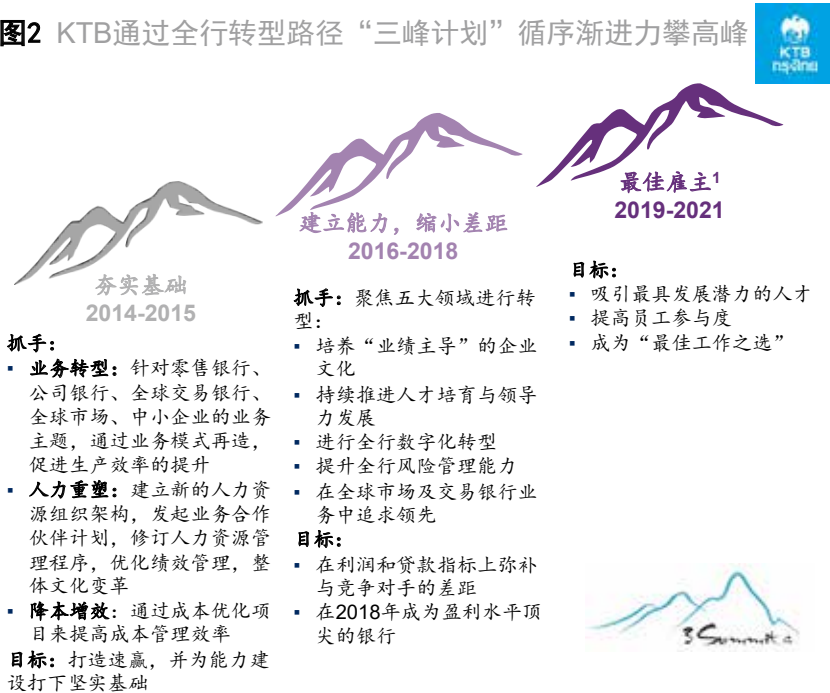 图2 KTB通过全行转型路径“三峰计划”循序渐进力攀高峰
KTB
กรุงไทย
夯实基础
2014-2015
抓手：
▪ 业务转型：针对零售银行、
公司银行、全球交易银行、
全球市场、中小企业的业务
主题，通过业务模式再造，
促进生产效率的提升
▪ 人力重塑：建立新的人力资
源组织架构，发起业务合作
伙伴计划，修订人力资源管
理程序，优化绩效管理，整
体文化变革
▪ 降本增效：通过成本优化项
目来提高成本管理效率
目标：打造速赢，并为能力建
设打下坚实基础
建立能力，缩小差距
2016-2018
抓手：聚焦五大领域进行转
型：
▪ 培养“业绩主导”的企业
文化
▪ 持续推进人才培育与领导
力发展
▪ 进行全行数字化转型
▪ 提升全行风险管理能力
▪ 在全球市场及交易银行业
务中追求领先
目标：
▪ 在利润和贷款指标上弥补
与竞争对手的差距
▪ 在2018年成为盈利水平顶
尖的银行
最佳雇主1
2019-2021
目标：
▪ 吸引最具发展潜力的人才
▪ 提高员工参与度
▪ 成为“最佳工作之选”
3 Summits